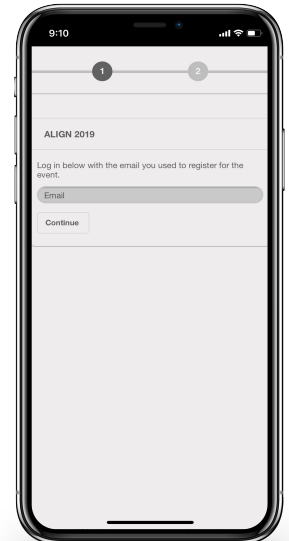 9:10
1 2
ALIGN 2019
Log in below with the email you used to register for the
event.
Email
Continue